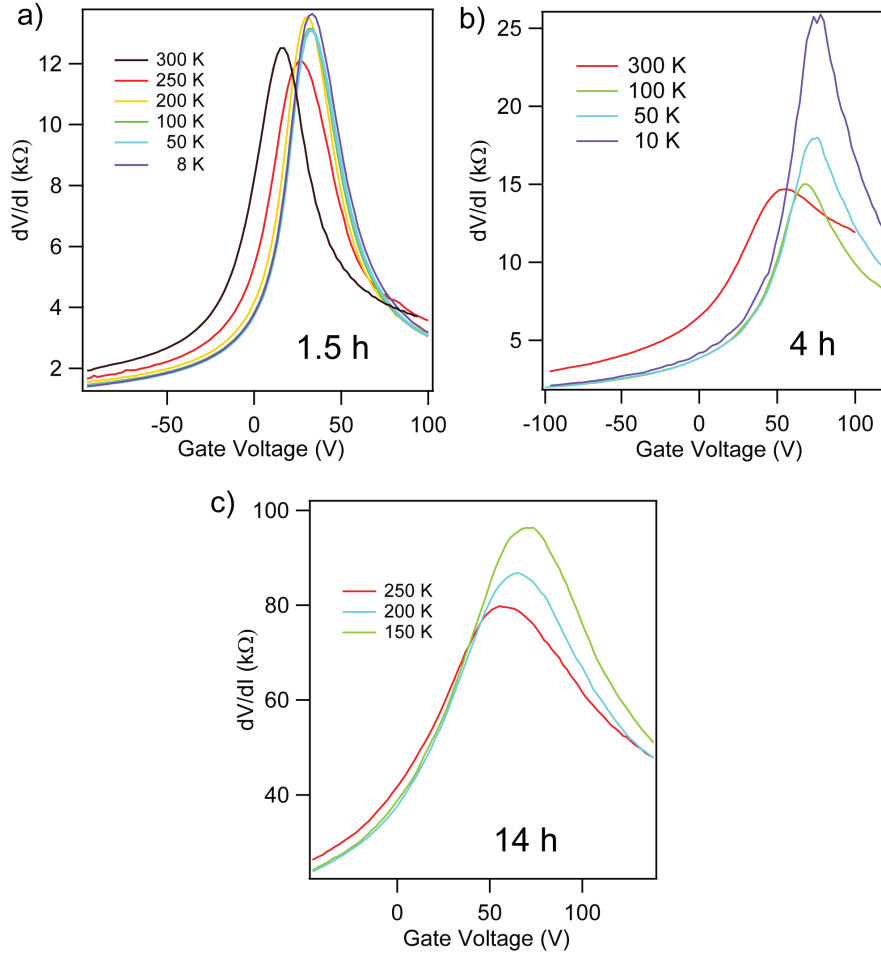 a)
dV/dI (kΩ)
12
10
8
6
4
2
300 K
250 K
200 K
100 K
50 K
8 K
1.5 h
-50 0 50 100
Gate Voltage (V)
b)
dV/dI (kΩ)
25
20
15
10
5
300 K
100 K
50 K
10 K
4 h
-100 -50 0 50 100
Gate Voltage (V)
c)
dV/dI (kΩ)
100
80
60
40
250 K
200 K
150 K
14 h
0 50 100
Gate Voltage (V)